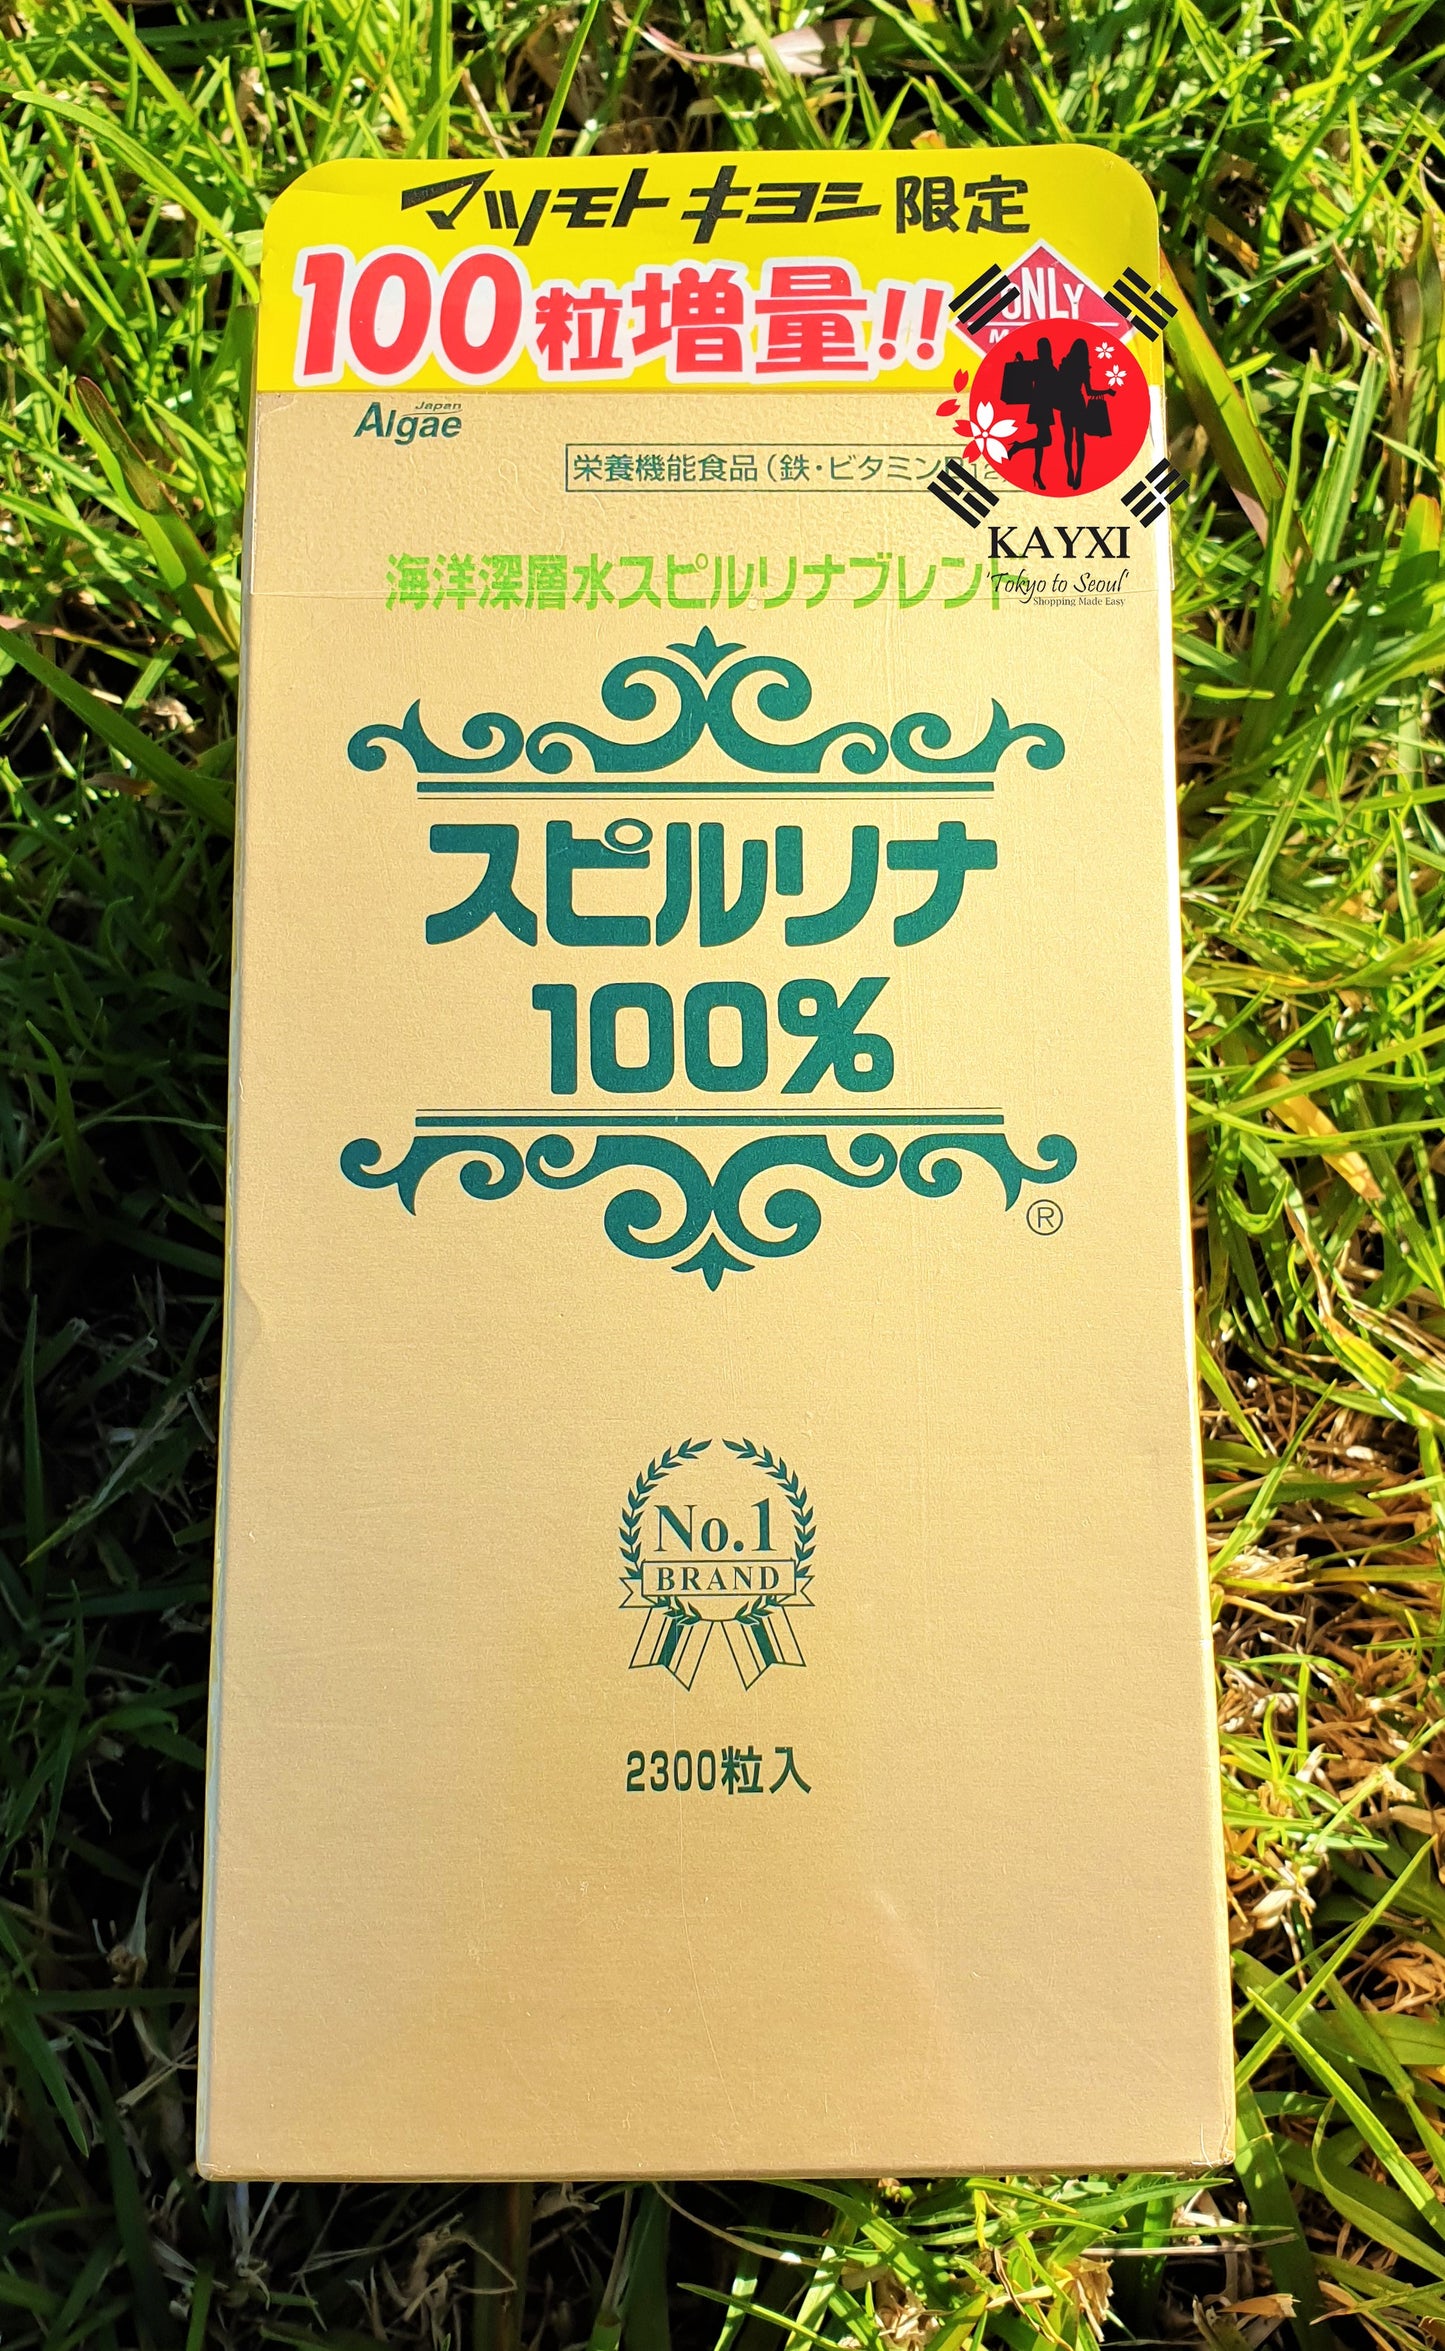 マツモトキヨシ限定
100粒増量!!
ONLY
Japan
Algae
栄養機能食品(鉄・ビタミンB12)
KAYXI
'Tokyo to Seoul'
Shopping Made Easy
海洋深層水スピルリナブレンド
スピルリナ
100%
®
No.1
BRAND
2300粒入